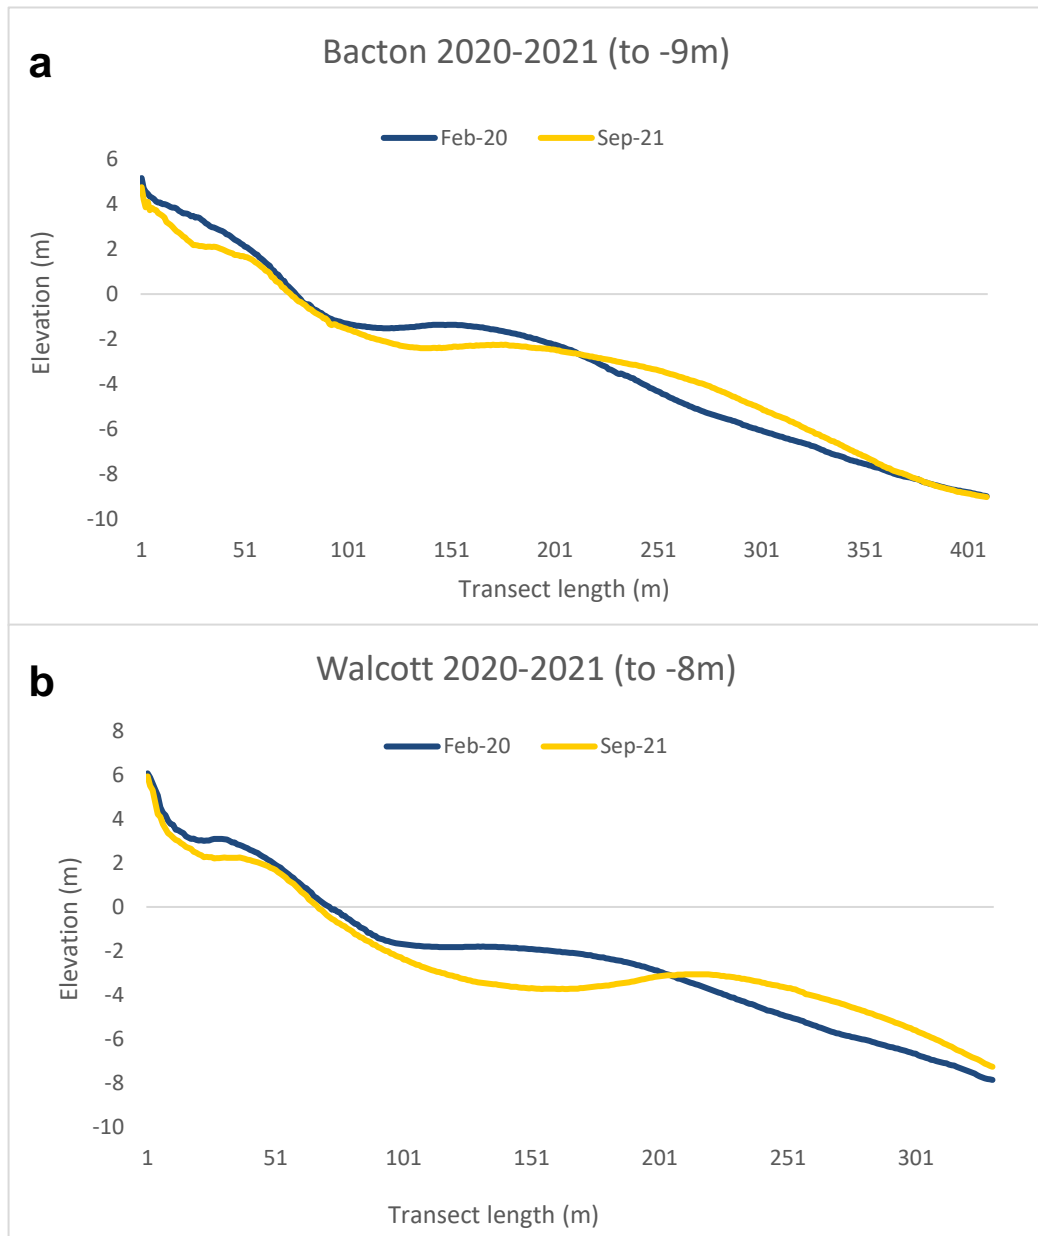 a
Bacton 2020-2021 (to -9m)
Feb-20 Sep-21
6
4
2
0
-2
-4
-6
-8
-10
Elevation (m)
1 51 101 151 201 251 301 351 401
Transect length (m)
b
Walcott 2020-2021 (to -8m)
Feb-20 Sep-21
8
6
4
2
0
-2
-4
-6
-8
-10
Elevation (m)
1 51 101 151 201 251 301
Transect length (m)